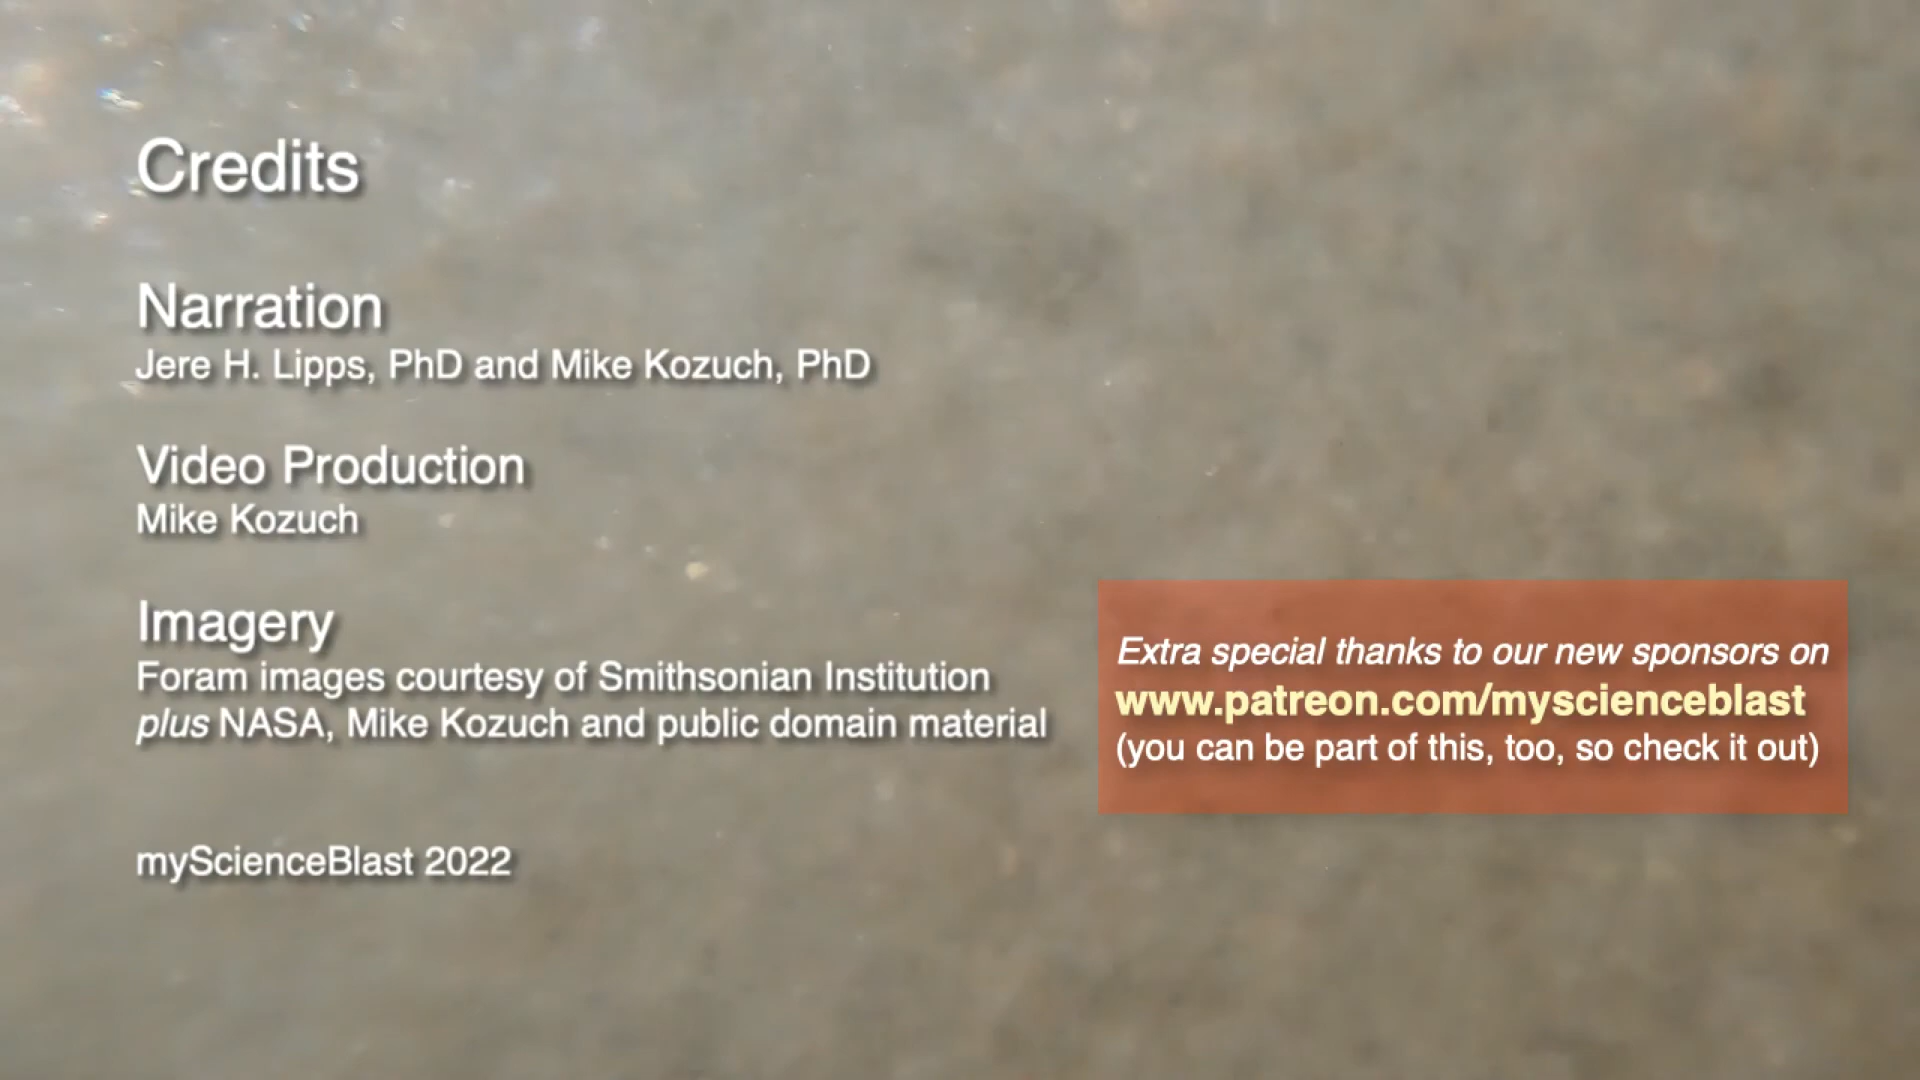 Credits
Narration
Jere H. Lipps, PhD and Mike Kozuch, PhD
Video Production
Mike Kozuch
Imagery
Foram images courtesy of Smithsonian Institution
plus NASA, Mike Kozuch and public domain material
Extra special thanks to our new sponsors on
www.patreon.com/myscienceblast
(you can be part of this, too, so check it out)
myScienceBlast 2022